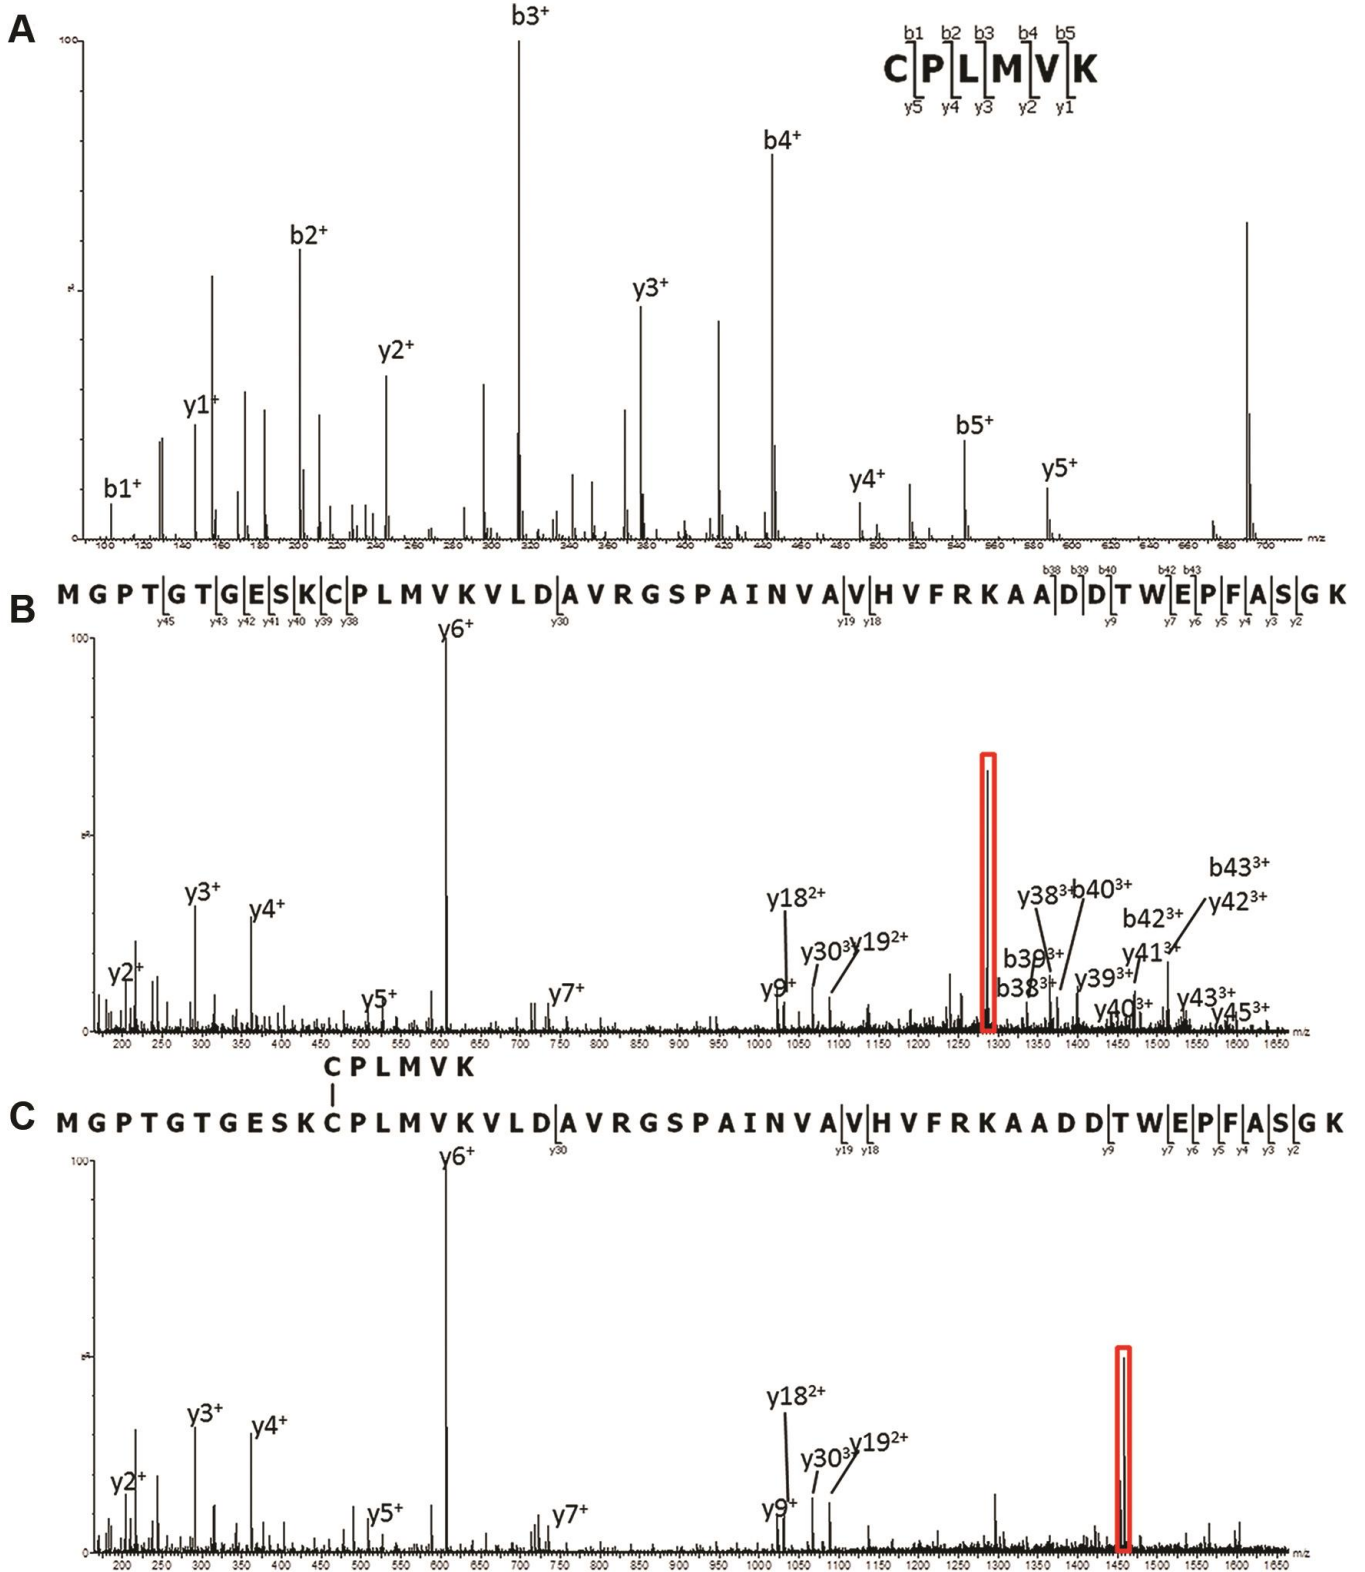 A
b3+
b1 b2 b3 b4 b5
CPLMVK
y5 y4 y3 y2 y1
100
b4+
b2+
y3+
y2+
y1+
b5+
y5+
y4+
b1+
0
100 120 140 160 180 200 220 240 260 280 300 320 340 360 380 400 420 440 460 480 500 520 540 560 580 600 620 640 660 680 700 m/z
b38 b39 b40 b42 b43
B
MGPTGTGESKCPLMVKVLDAVRGSPAINVAVHVFRKAADDTWEPFASGK
y45 y43 y42 y41 y40 y39 y38 y30 y19 y18 y9 y7 y6 y5 y4 y3 y2
y6+
100
b43³+
y3+ y18²+ y38³+ b40³+ y42³+
y4+ b42³+
y30³+ y19²+ b39³+ y41³+
y2+ y9+ b38³+ y39³+
y5+ y7+ y40³+ y43³+ y45³+
0
200 250 300 350 400 450 500 550 600 650 700 750 800 850 900 950 1000 1050 1100 1150 1200 1250 1300 1350 1400 1450 1500 1550 1600 1650 m/z
CPLMVK
C
MGPTGTGESKCPLMVKVLDAVRGSPAINVAVHVFRKAADDTWEPFASGK
y30 y19 y18 y9 y7 y6 y5 y4 y3 y2
y6+
100
y18²+
y3+ y4+
y30³+ y19²+
y2+
y5+ y7+ y9+
0
200 250 300 350 400 450 500 550 600 650 700 750 800 850 900 950 1000 1050 1100 1150 1200 1250 1300 1350 1400 1450 1500 1550 1600 1650 m/z